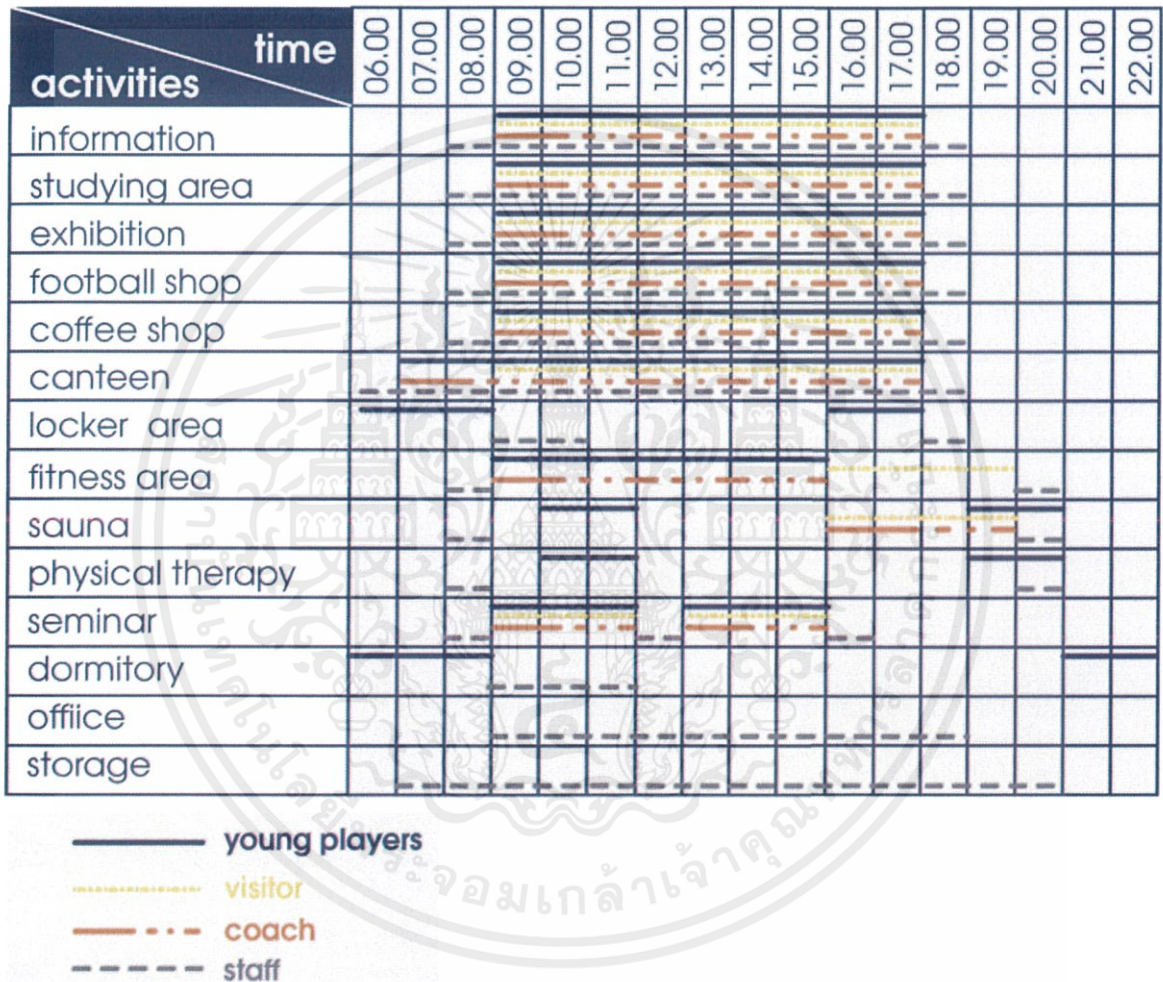 time
activities
06.00 07.00 08.00 09.00 10.00 11.00 12.00 13.00 14.00 15.00 16.00 17.00 18.00 19.00 20.00 21.00 22.00
information
studying area
exhibition
football shop
coffee shop
canteen
locker area
fitness area
sauna
physical therapy
seminar
dormitory
offiice
storage
young players
visitor
coach
staff